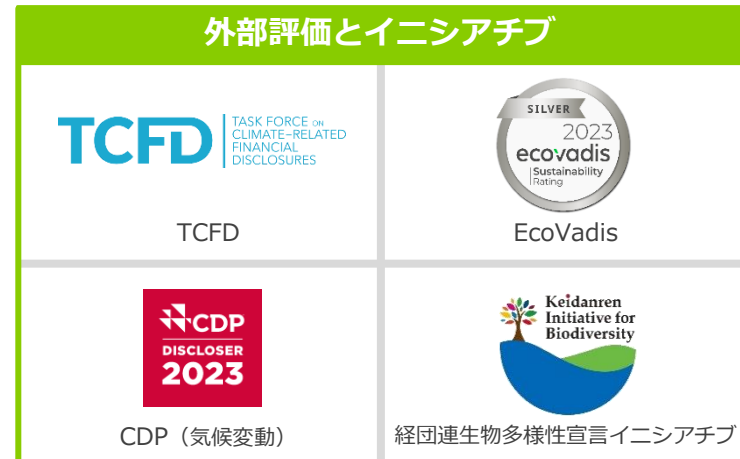 外部評価とイニシアチブ
TCFD
TASK FORCE ON
CLIMATE-RELATED
FINANCIAL
DISCLOSURES
TCFD
SILVER
2023
ecovadis
Sustainability
Rating
EcoVadis
CDP
DISCLOSER
2023
CDP（気候変動）
Keidanren
Initiative for
Biodiversity
経団連生物多様性宣言イニシアチブ